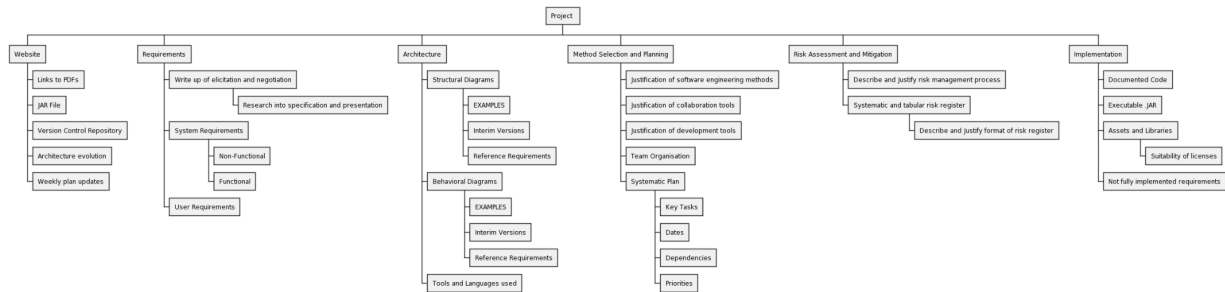 Project
Website
Links to PDFs
JAR File
Version Control Repository
Architecture evolution
Weekly plan updates
Requirements
Write up of elicitation and negotiation
Research into specification and presentation
System Requirements
Non-Functional
Functional
User Requirements
Architecture
Structural Diagrams
EXAMPLES
Interim Versions
Reference Requirements
Behavioral Diagrams
EXAMPLES
Interim Versions
Reference Requirements
Tools and Languages used
Method Selection and Planning
Justification of software engineering methods
Justification of collaboration tools
Justification of development tools
Team Organisation
Systematic Plan
Key Tasks
Dates
Dependencies
Priorities
Risk Assessment and Mitigation
Describe and Justify risk management process
Systematic and tabular risk register
Describe and Justify format of risk register
Implementation
Documented Code
Executable .JAR
Assets and Libraries
Suitability of licenses
Not fully implemented requirements